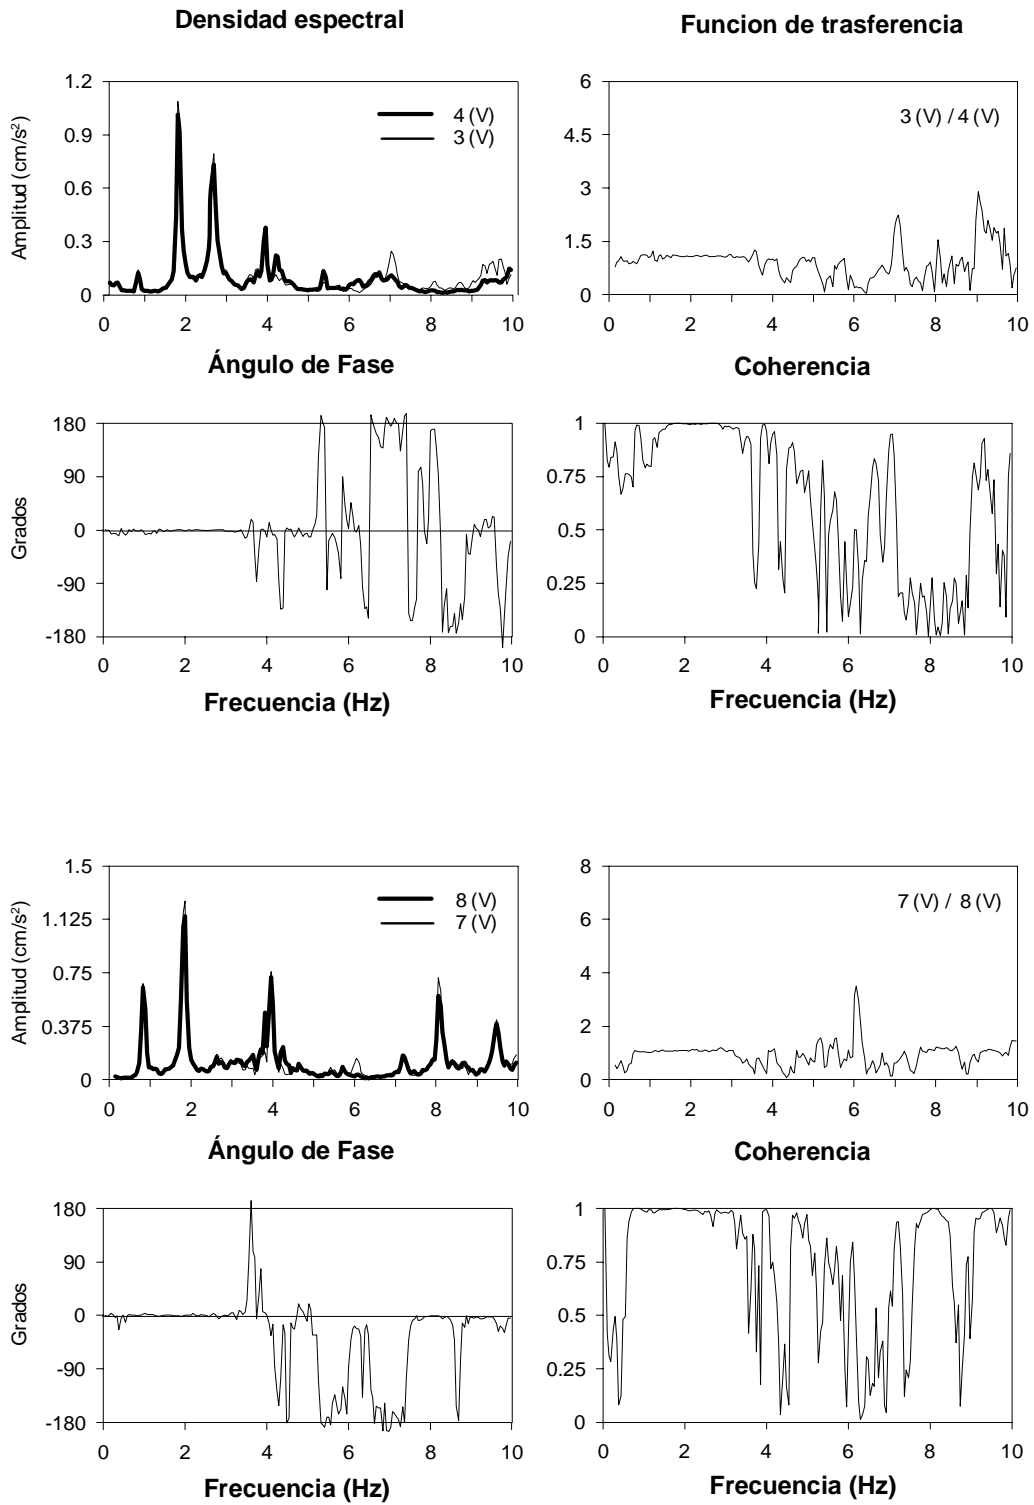 Densidad espectral
Funcion de trasferencia
Amplitud (cm/s²)
1.2
0.9
0.6
0.3
0
4 (V)
3 (V)
0 2 4 6 8 10
6
4.5
3
1.5
0
3 (V) / 4 (V)
0 2 4 6 8 10
Ángulo de Fase
Coherencia
Grados
180
90
0
-90
-180
0 2 4 6 8 10
Frecuencia (Hz)
1
0.75
0.5
0.25
0
0 2 4 6 8 10
Frecuencia (Hz)
Amplitud (cm/s²)
1.5
1.125
0.75
0.375
0
8 (V)
7 (V)
0 2 4 6 8 10
8
6
4
2
0
7 (V) / 8 (V)
0 2 4 6 8 10
Ángulo de Fase
Coherencia
Grados
180
90
0
-90
-180
0 2 4 6 8 10
Frecuencia (Hz)
1
0.75
0.5
0.25
0
0 2 4 6 8 10
Frecuencia (Hz)